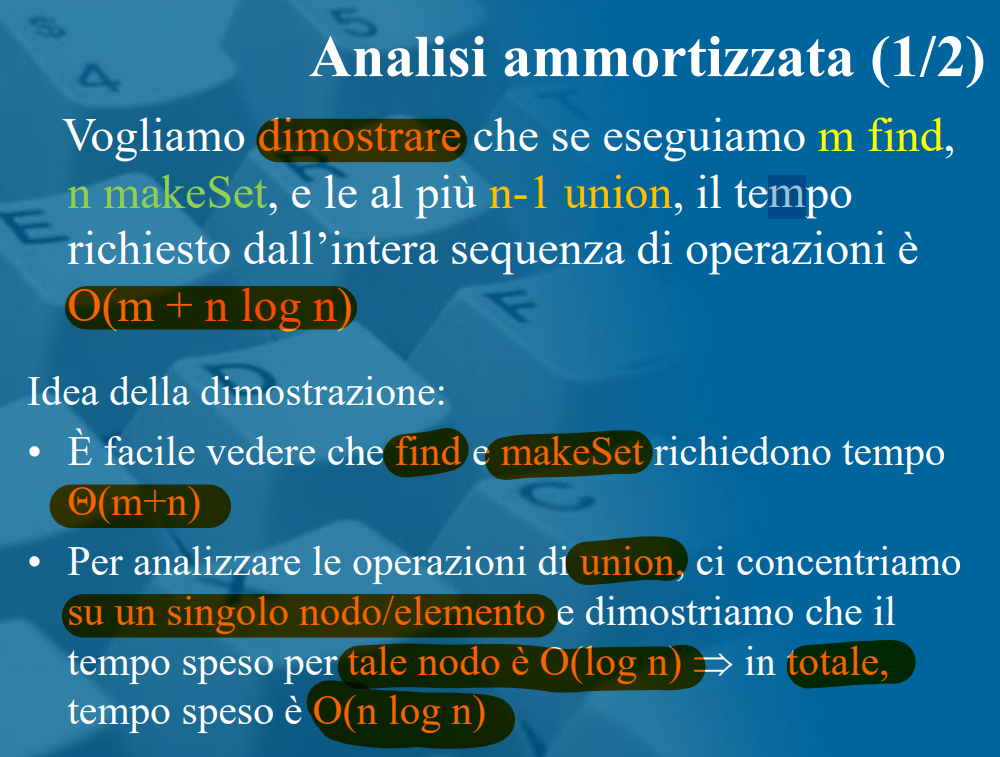 Analisi ammortizzata (1/2)
Vogliamo dimostrare che se eseguiamo m find,
n makeSet, e le al più n-1 union, il tempo
richiesto dall’intera sequenza di operazioni è
O(m + n log n)
Idea della dimostrazione:
• È facile vedere che find e makeSet richiedono tempo
Θ(m+n)
• Per analizzare le operazioni di union, ci concentriamo
su un singolo nodo/elemento e dimostriamo che il
tempo speso per tale nodo è O(log n) ⇒ in totale,
tempo speso è O(n log n)